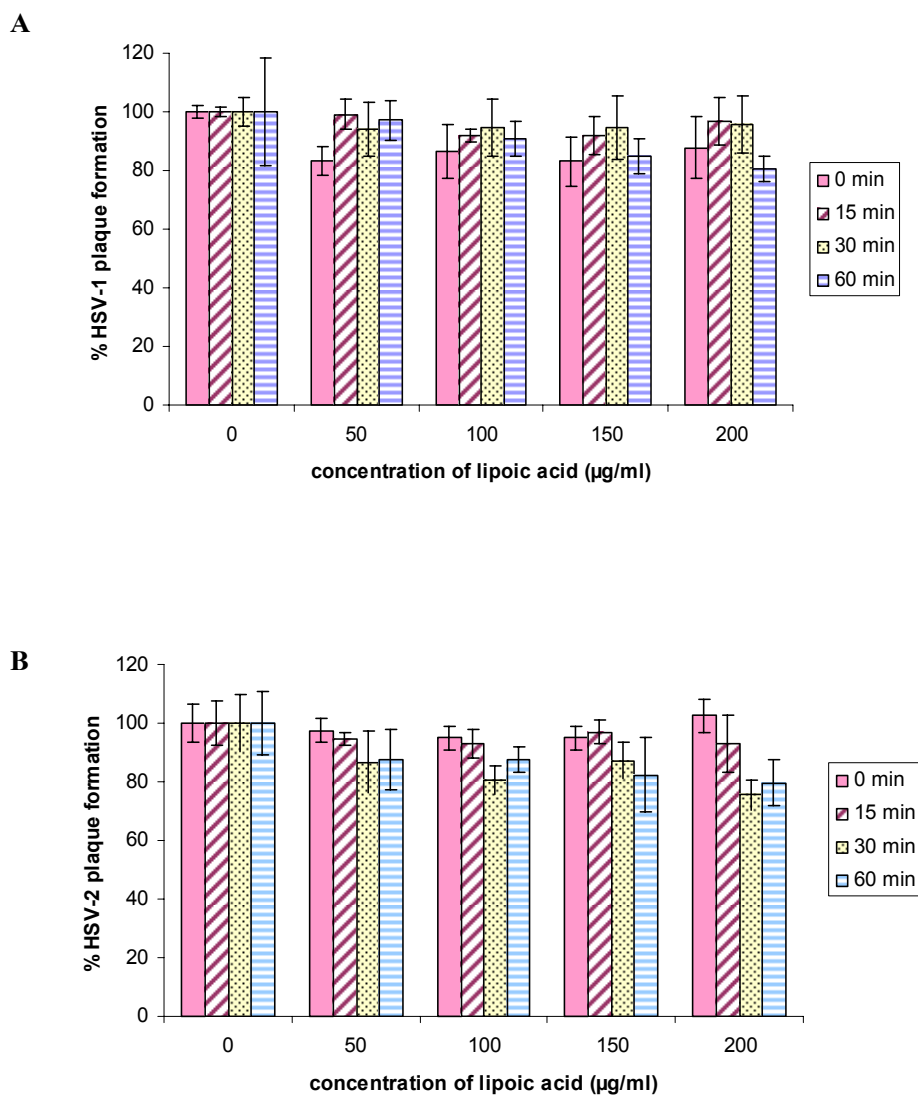 A
120
100
80
60
40
20
0
% HSV-1 plaque formation
0 50 100 150 200
concentration of lipoic acid (µg/ml)
0 min
15 min
30 min
60 min
B
120
100
80
60
40
20
0
% HSV-2 plaque formation
0 50 100 150 200
concentration of lipoic acid (µg/ml)
0 min
15 min
30 min
60 min